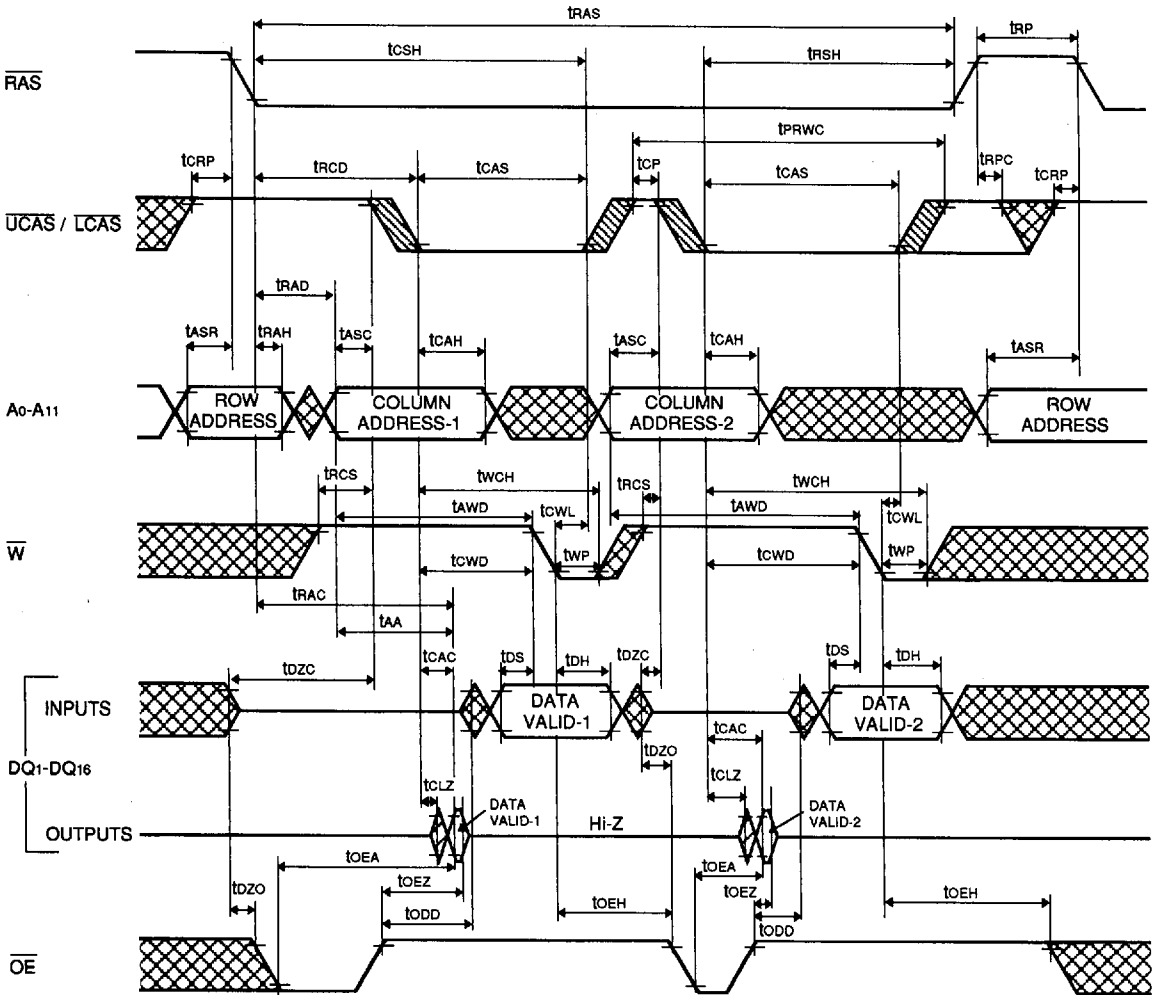 tRAS
tRP
tCSH
tRSH
RAS
tPRWC
tCRP
tRCD
tCAS
tCP
tCAS
tRPC
tCRP
UCAS / LCAS
tRAD
tASR
tRAH
tASC
tCAH
tASC
tCAH
tASR
A0-A11
ROW ADDRESS
COLUMN ADDRESS-1
COLUMN ADDRESS-2
ROW ADDRESS
tRCS
tWCH
tRCS
tWCH
tAWD
tCWL
tAWD
tCWL
W
tCWD
tWP
tCWD
tWP
tRAC
tAA
tDZC
tCAC
tDS
tDH
tDZC
tDS
tDH
INPUTS
DATA VALID-1
DATA VALID-2
tCAC
tDZO
DQ1-DQ16
tCLZ
tCLZ
OUTPUTS
DATA VALID-1
Hi-Z
DATA VALID-2
tOEA
tOEA
tDZO
tOEZ
tOEZ
tODD
tOEH
tODD
tOEH
OE